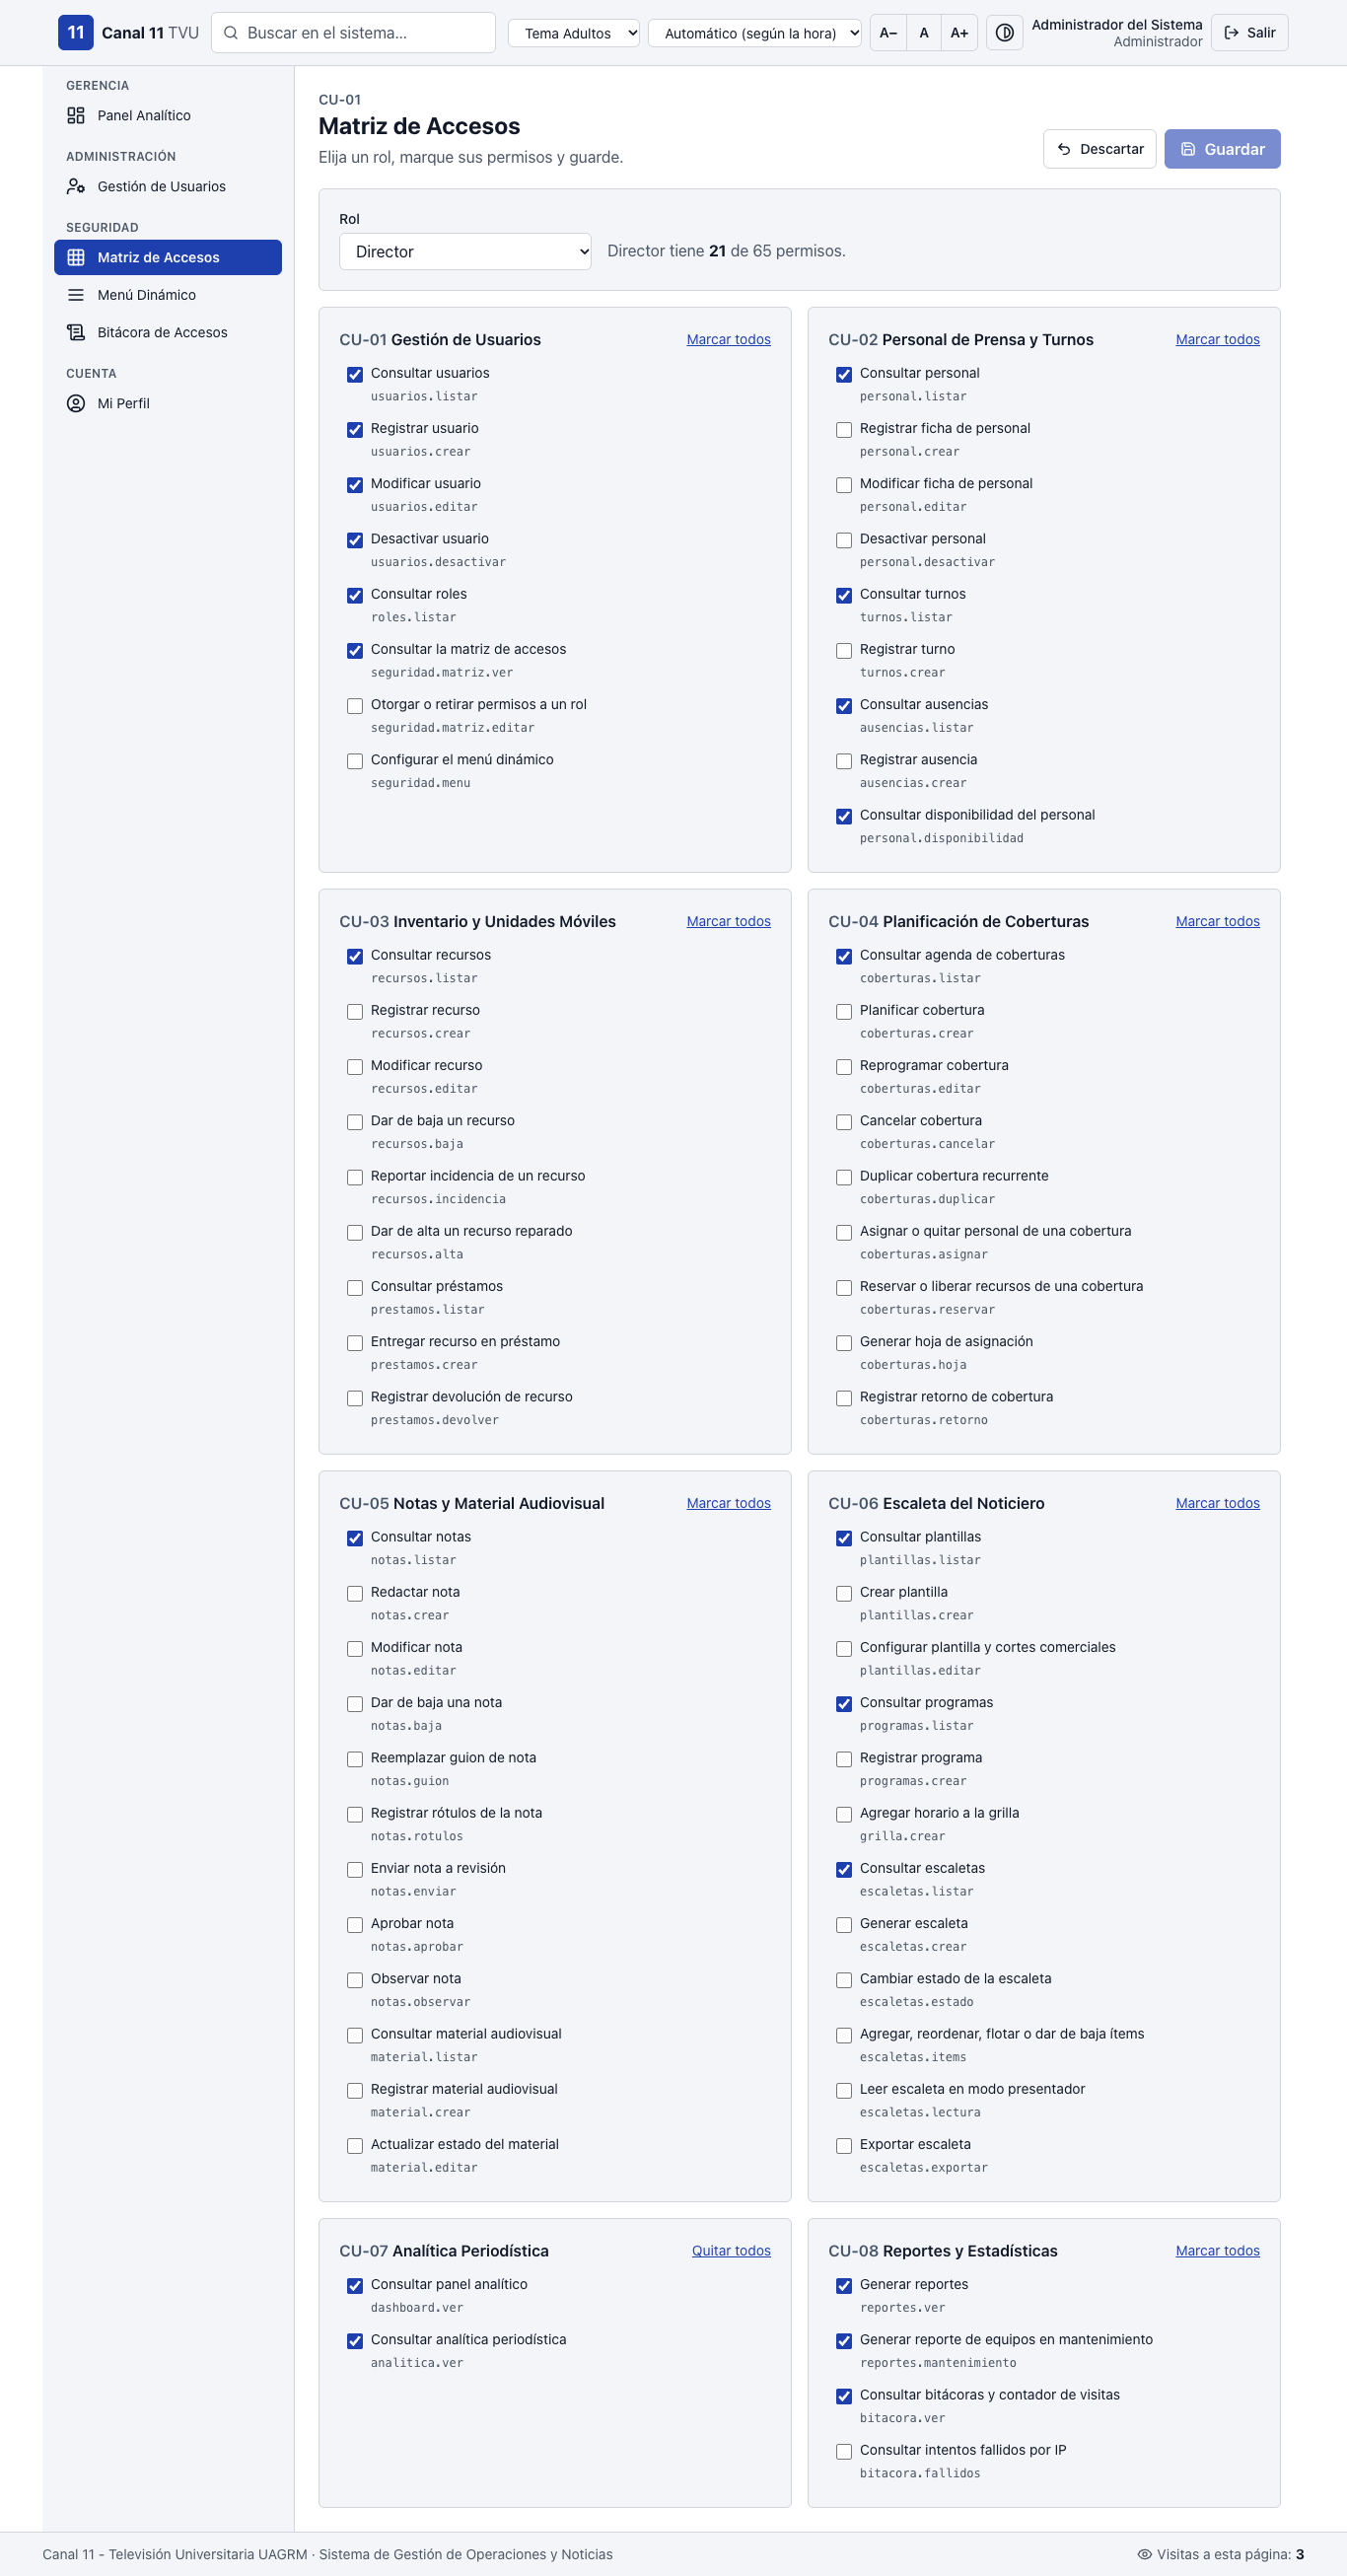 11 Canal 11 TVU Buscar en el sistema... Tema Adultos Automático (según la hora) A− A A+ Administrador del Sistema Salir
Administrador
GERENCIA
Panel Analítico
ADMINISTRACIÓN
Gestión de Usuarios
SEGURIDAD
Matriz de Accesos
Menú Dinámico
Bitácora de Accesos
CUENTA
Mi Perfil
CU-01
Matriz de Accesos
Elija un rol, marque sus permisos y guarde.
Descartar Guardar
Rol
Director Director tiene 21 de 65 permisos.
CU-01 Gestión de Usuarios Marcar todos
Consultar usuarios
usuarios.listar
Registrar usuario
usuarios.crear
Modificar usuario
usuarios.editar
Desactivar usuario
usuarios.desactivar
Consultar roles
roles.listar
Consultar la matriz de accesos
seguridad.matriz.ver
Otorgar o retirar permisos a un rol
seguridad.matriz.editar
Configurar el menú dinámico
seguridad.menu
CU-02 Personal de Prensa y Turnos Marcar todos
Consultar personal
personal.listar
Registrar ficha de personal
personal.crear
Modificar ficha de personal
personal.editar
Desactivar personal
personal.desactivar
Consultar turnos
turnos.listar
Registrar turno
turnos.crear
Consultar ausencias
ausencias.listar
Registrar ausencia
ausencias.crear
Consultar disponibilidad del personal
personal.disponibilidad
CU-03 Inventario y Unidades Móviles Marcar todos
Consultar recursos
recursos.listar
Registrar recurso
recursos.crear
Modificar recurso
recursos.editar
Dar de baja un recurso
recursos.baja
Reportar incidencia de un recurso
recursos.incidencia
Dar de alta un recurso reparado
recursos.alta
Consultar préstamos
prestamos.listar
Entregar recurso en préstamo
prestamos.crear
Registrar devolución de recurso
prestamos.devolver
CU-04 Planificación de Coberturas Marcar todos
Consultar agenda de coberturas
coberturas.listar
Planificar cobertura
coberturas.crear
Reprogramar cobertura
coberturas.editar
Cancelar cobertura
coberturas.cancelar
Duplicar cobertura recurrente
coberturas.duplicar
Asignar o quitar personal de una cobertura
coberturas.asignar
Reservar o liberar recursos de una cobertura
coberturas.reservar
Generar hoja de asignación
coberturas.hoja
Registrar retorno de cobertura
coberturas.retorno
CU-05 Notas y Material Audiovisual Marcar todos
Consultar notas
notas.listar
Redactar nota
notas.crear
Modificar nota
notas.editar
Dar de baja una nota
notas.baja
Reemplazar guion de nota
notas.guion
Registrar rótulos de la nota
notas.rotulos
Enviar nota a revisión
notas.enviar
Aprobar nota
notas.aprobar
Observar nota
notas.observar
Consultar material audiovisual
material.listar
Registrar material audiovisual
material.crear
Actualizar estado del material
material.editar
CU-06 Escaleta del Noticiero Marcar todos
Consultar plantillas
plantillas.listar
Crear plantilla
plantillas.crear
Configurar plantilla y cortes comerciales
plantillas.editar
Consultar programas
programas.listar
Registrar programa
programas.crear
Agregar horario a la grilla
grilla.crear
Consultar escaletas
escaletas.listar
Generar escaleta
escaletas.crear
Cambiar estado de la escaleta
escaletas.estado
Agregar, reordenar, flotar o dar de baja ítems
escaletas.items
Leer escaleta en modo presentador
escaletas.lectura
Exportar escaleta
escaletas.exportar
CU-07 Analítica Periodística Quitar todos
Consultar panel analítico
dashboard.ver
Consultar analítica periodística
analitica.ver
CU-08 Reportes y Estadísticas Marcar todos
Generar reportes
reportes.ver
Generar reporte de equipos en mantenimiento
reportes.mantenimiento
Consultar bitácoras y contador de visitas
bitacora.ver
Consultar intentos fallidos por IP
bitacora.fallidos
Canal 11 - Televisión Universitaria UAGRM · Sistema de Gestión de Operaciones y Noticias Visitas a esta página: 3